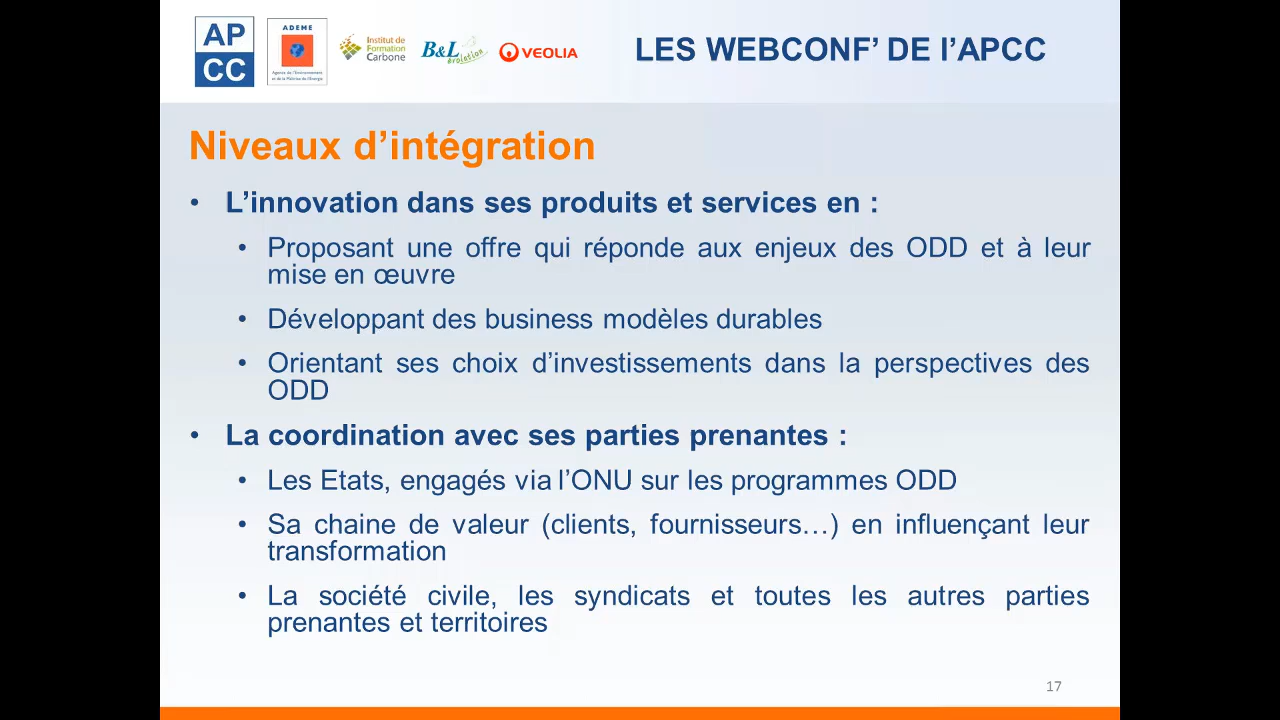 AP
CC
ADEME
Agence de l'Environnement
et de la Maîtrise de l'Energie
Institut de
Formation
Carbone
B&L
évolution
VEOLIA
LES WEBCONF’ DE l’APCC
Niveaux d’intégration
• L’innovation dans ses produits et services en :
• Proposant une offre qui réponde aux enjeux des ODD et à leur
mise en œuvre
• Développant des business modèles durables
• Orientant ses choix d’investissements dans la perspectives des
ODD
• La coordination avec ses parties prenantes :
• Les Etats, engagés via l’ONU sur les programmes ODD
• Sa chaine de valeur (clients, fournisseurs…) en influençant leur
transformation
• La société civile, les syndicats et toutes les autres parties
prenantes et territoires
17